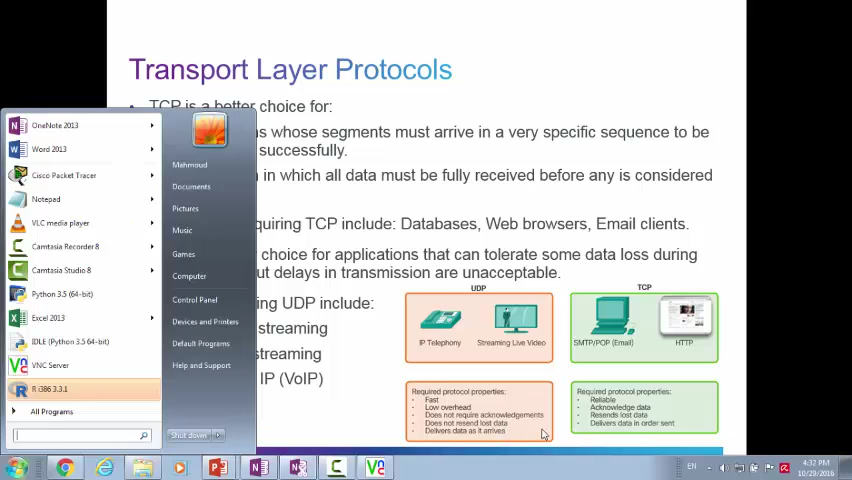 Transport Layer Protocols
TCP is a better choice for:
whose segments must arrive in a very specific sequence to be
successfully.
in which all data must be fully received before any is considered
quiring TCP include: Databases, Web browsers, Email clients.
choice for applications that can tolerate some data loss during
ut delays in transmission are unacceptable.
ing UDP include:
streaming
streaming
IP (VoIP)
UDP
IP Telephony
Streaming Live Video
Required protocol properties:
Fast
Low overhead
Does not require acknowledgements
Does not resend lost data
Delivers data as it arrives
TCP
SMTP/POP (Email)
HTTP
Required protocol properties:
Reliable
Acknowledge data
Resends lost data
Delivers data in order sent
OneNote 2013
Word 2013
Cisco Packet Tracer
Notepad
VLC media player
Camtasia Recorder 8
Camtasia Studio 8
Python 3.5 (64-bit)
Excel 2013
IDLE (Python 3.5 64-bit)
VNC Server
R i386 3.3.1
All Programs
Mahmoud
Documents
Pictures
Music
Games
Computer
Control Panel
Devices and Printers
Default Programs
Help and Support
Shut down
EN
4:32 PM
10/29/2016